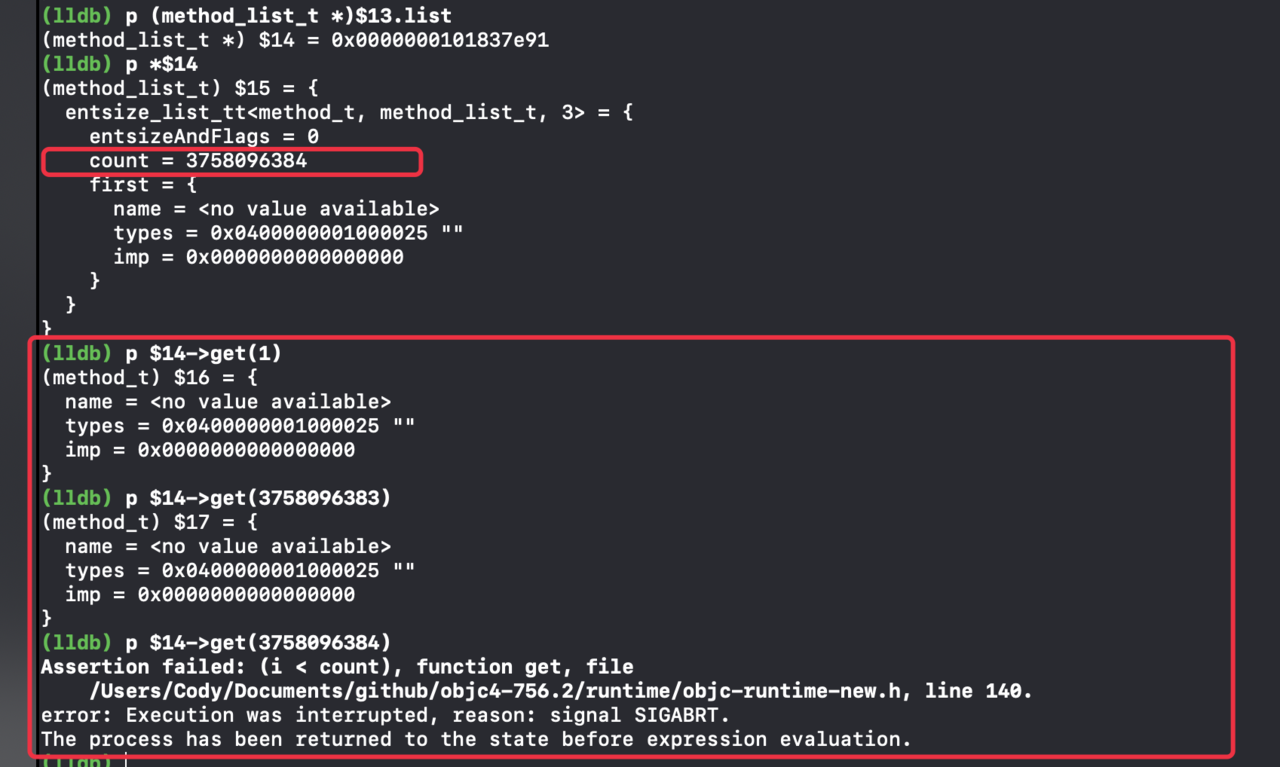 (lldb) p (method_list_t *)$13.list
(method_list_t *) $14 = 0x0000000101837e91
(lldb) p *$14
(method_list_t) $15 = {
  entsize_list_tt<method_t, method_list_t, 3> = {
    entsizeAndFlags = 0
    count = 3758096384
    first = {
      name = <no value available>
      types = 0x0400000001000025 ""
      imp = 0x0000000000000000
    }
  }
}
(lldb) p $14->get(1)
(method_t) $16 = {
  name = <no value available>
  types = 0x0400000001000025 ""
  imp = 0x0000000000000000
}
(lldb) p $14->get(3758096383)
(method_t) $17 = {
  name = <no value available>
  types = 0x0400000001000025 ""
  imp = 0x0000000000000000
}
(lldb) p $14->get(3758096384)
Assertion failed: (i < count), function get, file
    /Users/Cody/Documents/github/objc4-756.2/runtime/objc-runtime-new.h, line 140.
error: Execution was interrupted, reason: signal SIGABRT.
The process has been returned to the state before expression evaluation.
(lldb)